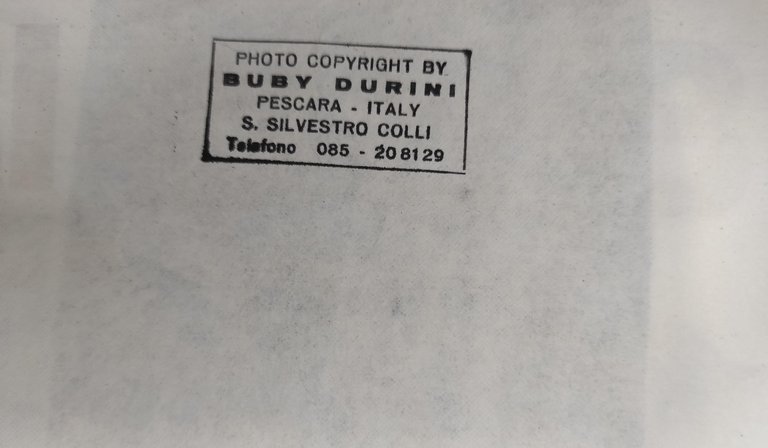 PHOTO COPYRIGHT BY
BUBY DURINI
PESCARA - ITALY
S. SILVESTRO COLLI
Telefono 085 - 208129